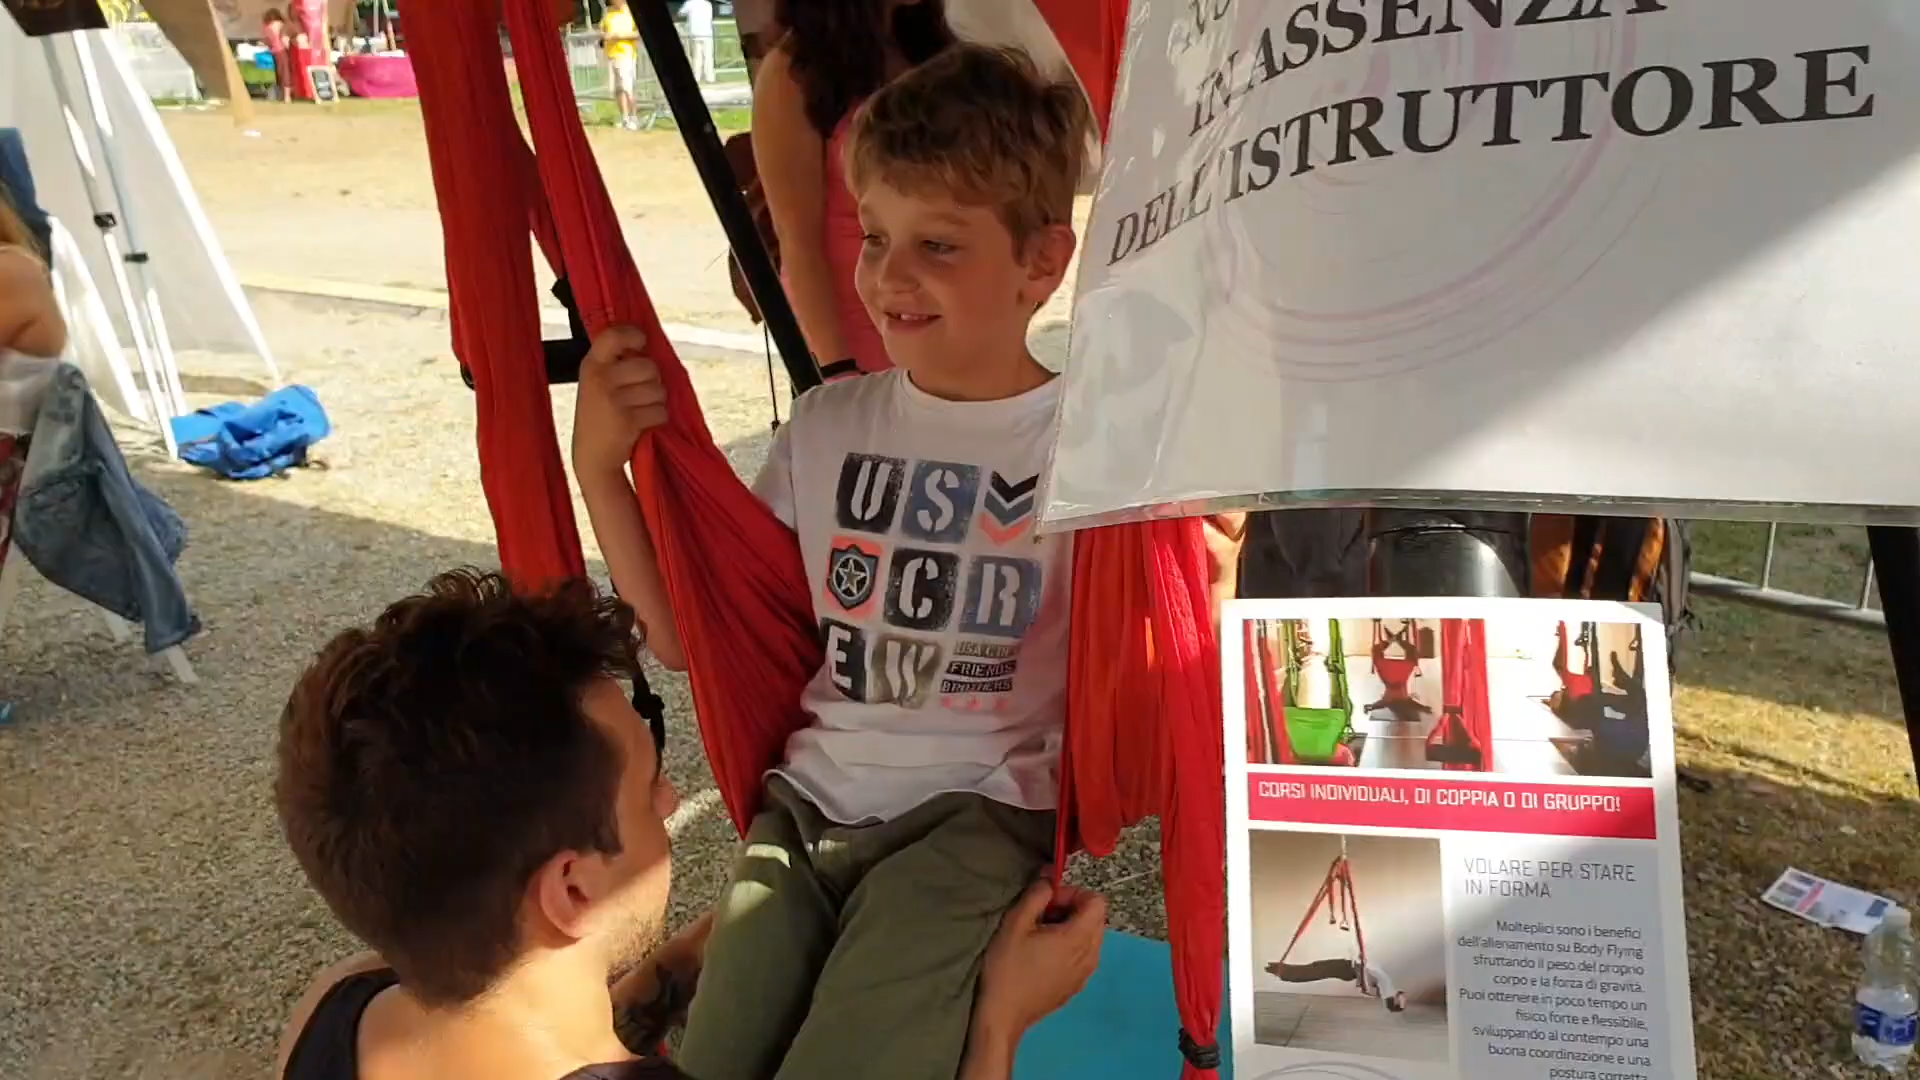 IN ASSENZA
DELL'ISTRUTTORE
U S
C R
E W
FRIENDS
BROTHERS
CORSI INDIVIDUALI, DI COPPIA O DI GRUPPO!
VOLARE PER STARE
IN FORMA
Molteplici sono i benefici
dell'allenamento su Body Flying
sfruttando il peso del proprio
corpo e la forza di gravità.
Puoi ottenere in poco tempo un
fisico forte e flessibile,
sviluppando al contempo una
buona coordinazione e una
postura corretta